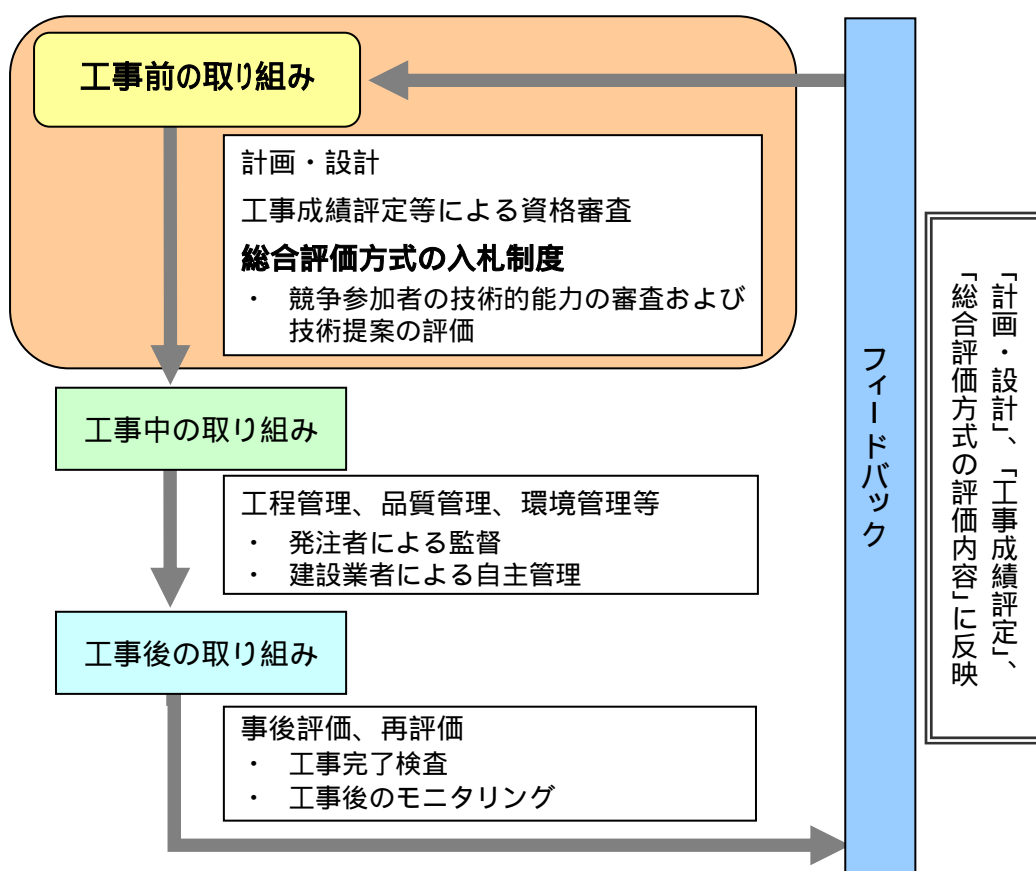 工事前の取り組み
計画・設計
工事成績評定等による資格審査
総合評価方式の入札制度
・ 競争参加者の技術的能力の審査および
技術提案の評価
工事中の取り組み
工程管理、品質管理、環境管理等
・ 発注者による監督
・ 建設業者による自主管理
工事後の取り組み
事後評価、再評価
・ 工事完了検査
・ 工事後のモニタリング
フィードバック
「計画・設計」、「工事成績評定」、
「総合評価方式の評価内容」に反映